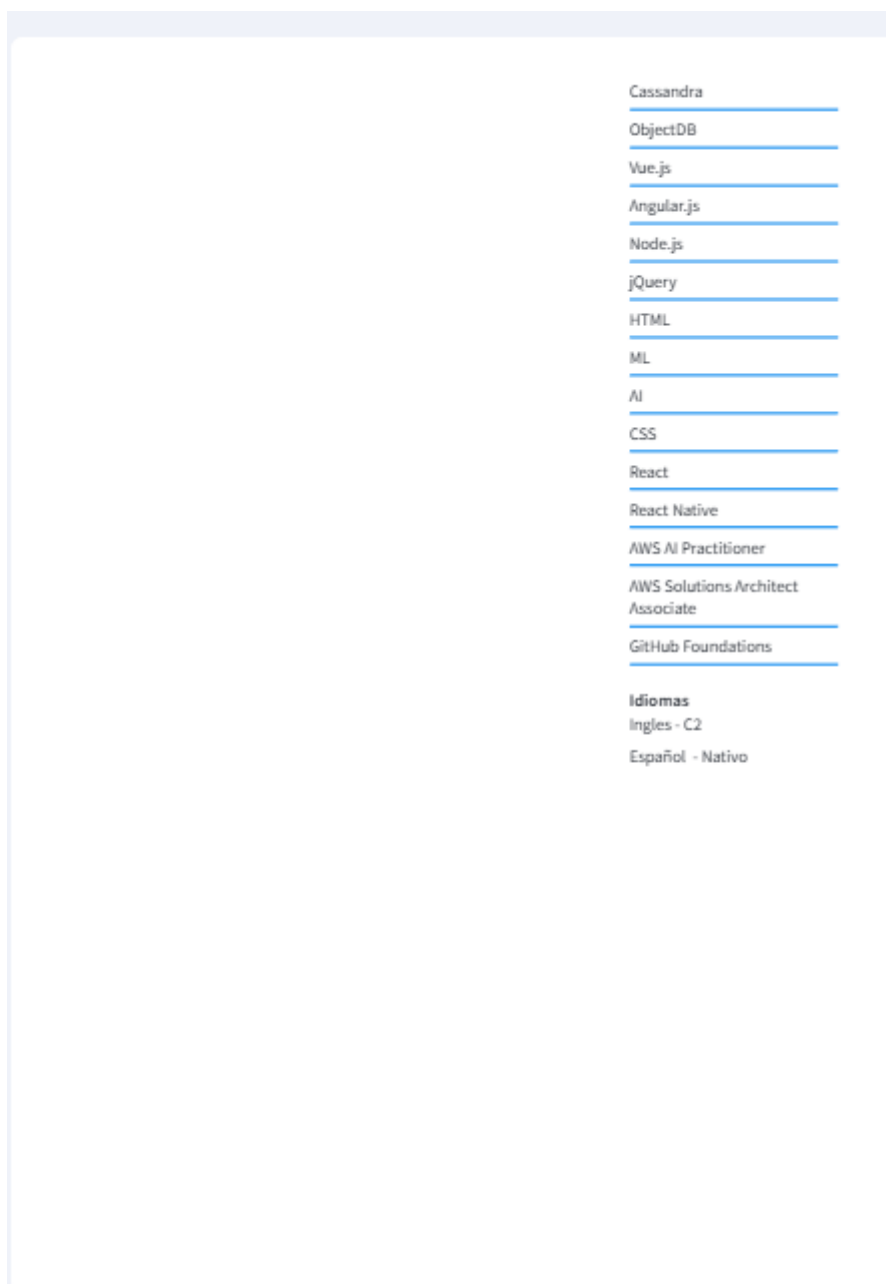 Cassandra
ObjectDB
Vue.js
Angular.js
Node.js
jQuery
HTML
ML
AI
CSS
React
React Native
AWS AI Practitioner
AWS Solutions Architect
Associate
GitHub Foundations
Idiomas
Ingles - C2
Español  - Nativo